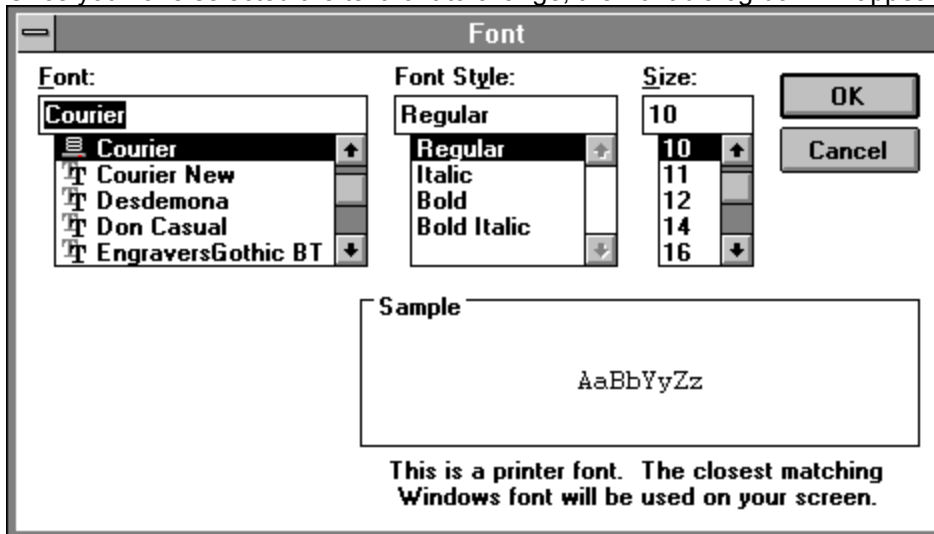 Font
Font: Font Style: Size:
Courier Regular 10 OK
Courier Regular 10 Cancel
Courier New Italic 11
Desdemona Bold 12
Don Casual Bold Italic 14
EngraversGothic BT 16
Sample
AaBbYyZz
This is a printer font. The closest matching
Windows font will be used on your screen.